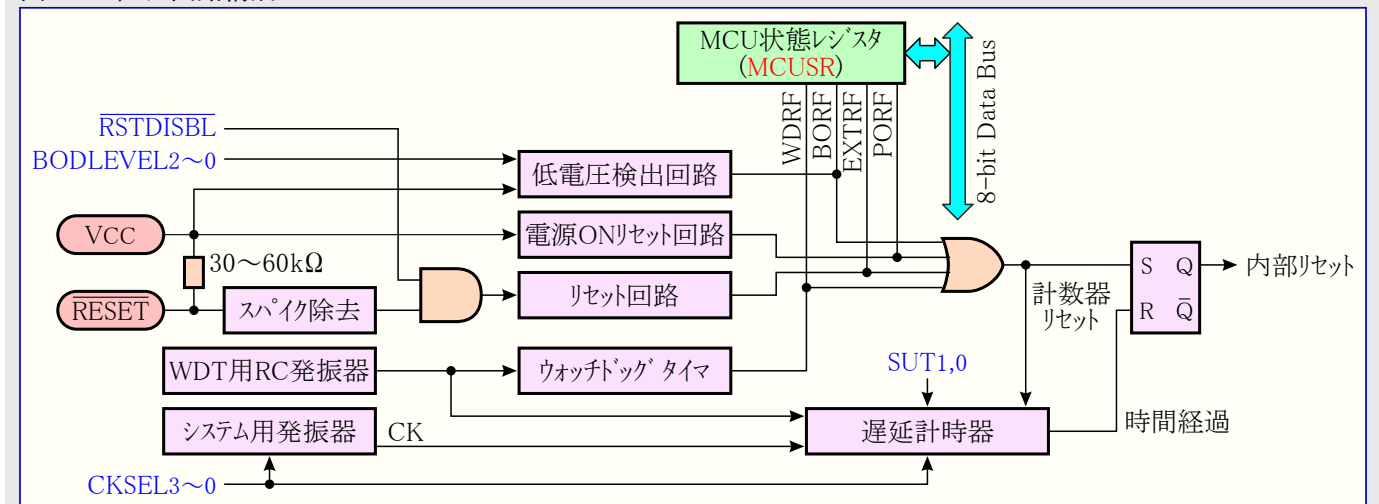 MCU状態レジスタ
(MCUSR)
WDRF
BORF
EXTRF
PORF
8-bit Data Bus
RSTDISBL
BODLEVEL2～0
低電圧検出回路
VCC
電源ONリセット回路
30～60kΩ
RESET
スパイク除去
リセット回路
S Q
R Q̄
内部リセット
計数器
リセット
WDT用RC発振器
ウォッチドッグ タイマ
SUT1,0
システム用発振器
CK
遅延計時器
時間経過
CKSEL3～0